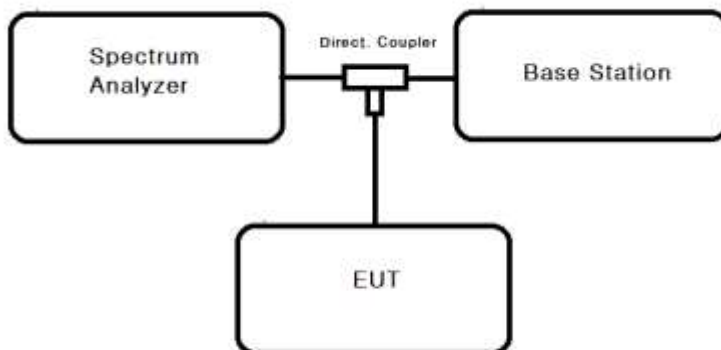 Spectrum
Analyzer
Direct. Coupler
Base Station
EUT